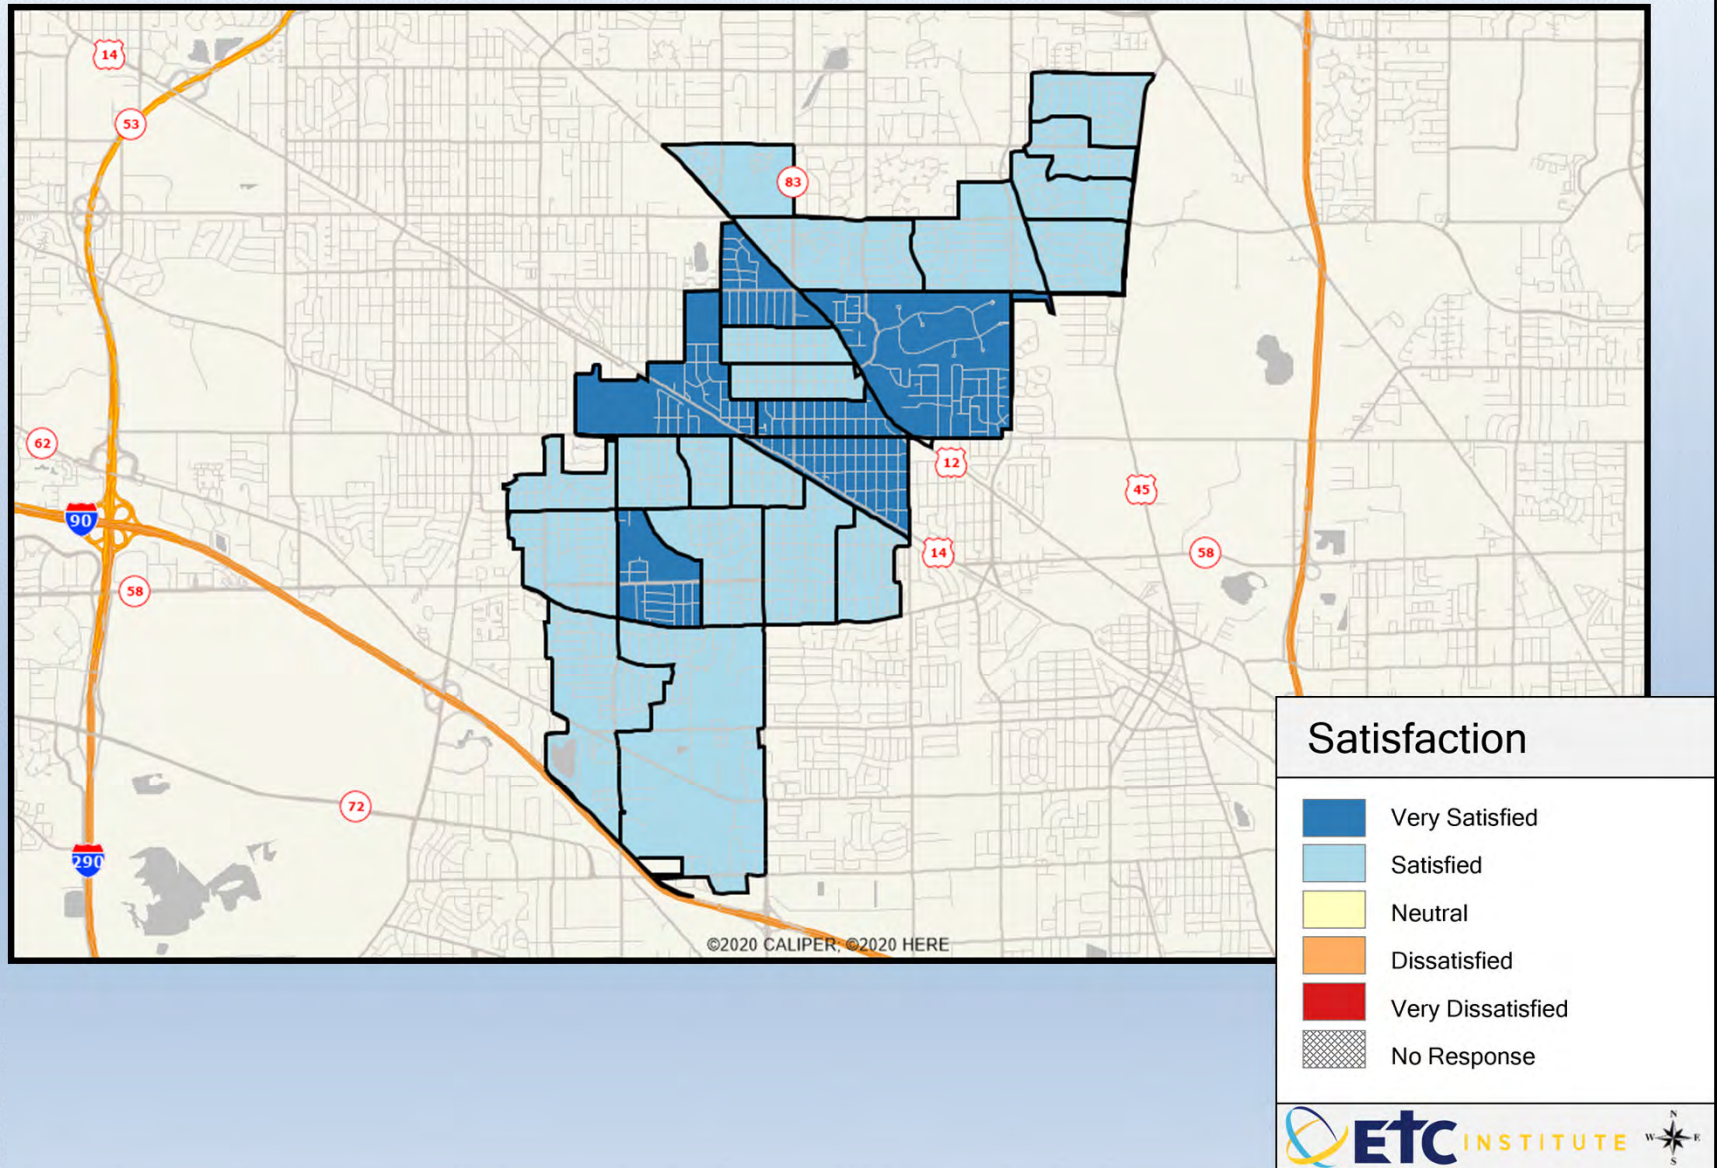 14
53
83
62
12
45
90
14
58
58
72
290
©2020 CALIPER; ©2020 HERE
Satisfaction
Very Satisfied
Satisfied
Neutral
Dissatisfied
Very Dissatisfied
No Response
ETC INSTITUTE
N
W E
S